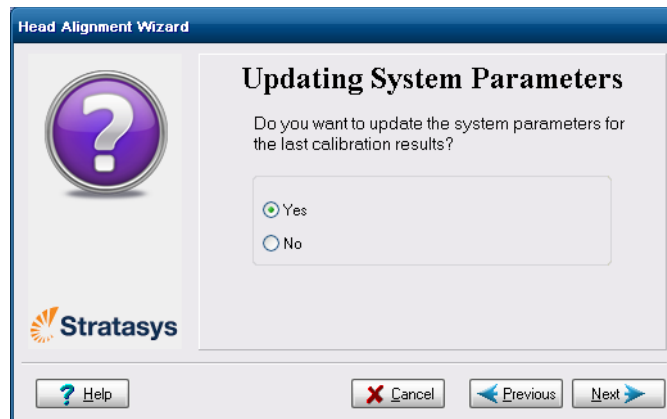 Head Alignment Wizard
?
Updating System Parameters
Do you want to update the system parameters for
the last calibration results?
Yes
No
Stratasys
? Help
Cancel
Previous
Next